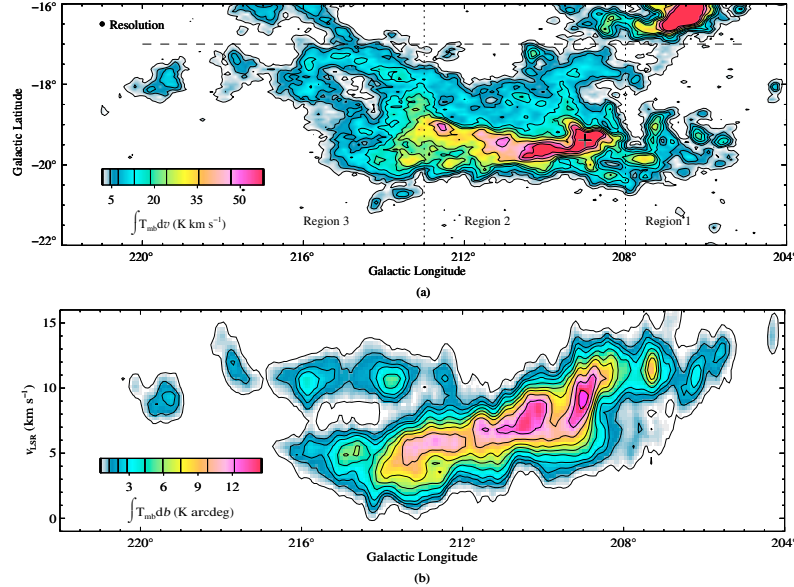 −16°
−18°
−20°
−22°
Galactic Latitude
Resolution
5 20 35 50
∫T_mb dv (K km s⁻¹)
Region 3 Region 2 Region 1
220° 216° 212° 208° 204°
Galactic Longitude
(a)
15
10
5
0
v_LSR (km s⁻¹)
3 6 9 12
∫T_mb db (K arcdeg)
220° 216° 212° 208° 204°
Galactic Longitude
(b)